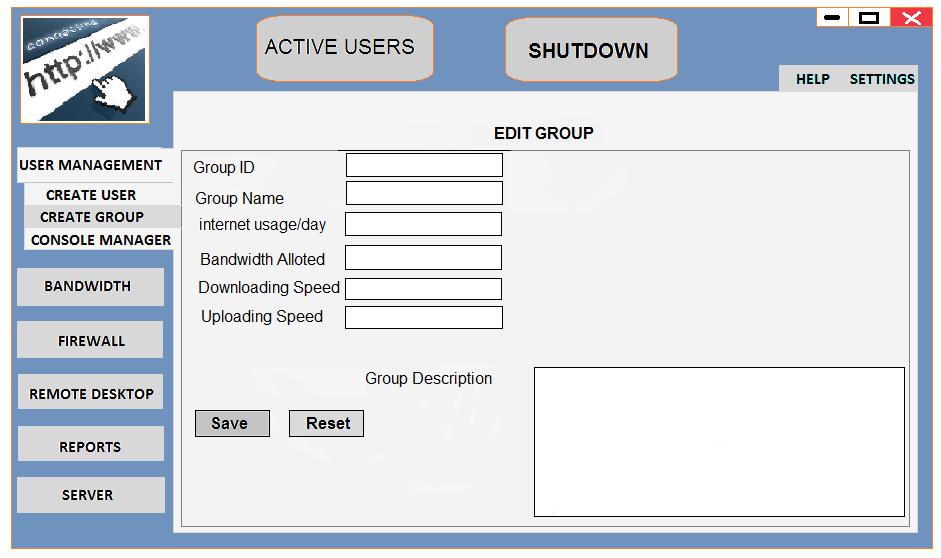 connecting
http://www.
ACTIVE USERS
SHUTDOWN
HELP SETTINGS
EDIT GROUP
USER MANAGEMENT
CREATE USER
CREATE GROUP
CONSOLE MANAGER
BANDWIDTH
FIREWALL
REMOTE DESKTOP
REPORTS
SERVER
Group ID
Group Name
internet usage/day
Bandwidth Alloted
Downloading Speed
Uploading Speed
Group Description
Save Reset